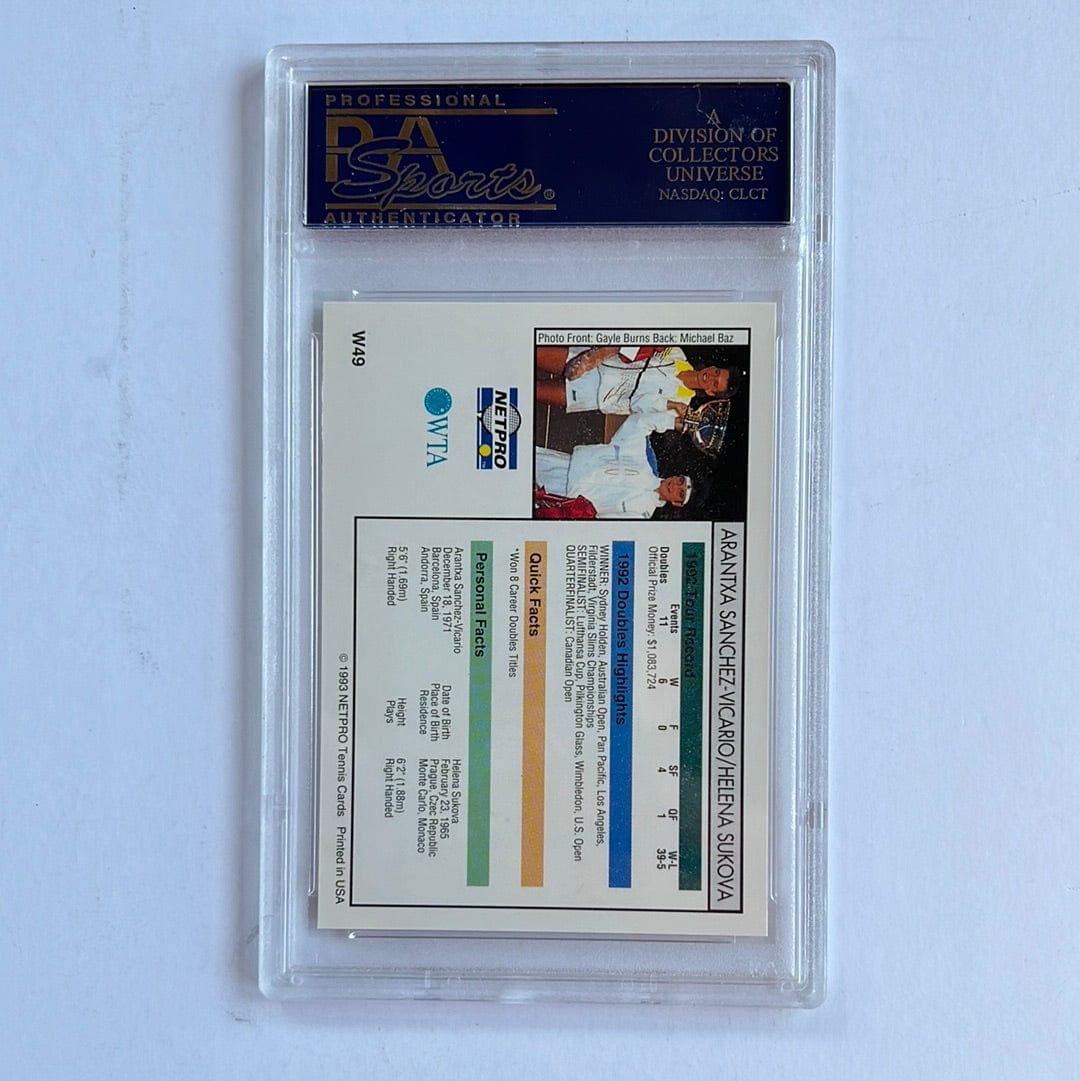 PROFESSIONAL
PSA
Sports®
AUTHENTICATOR
A
DIVISION OF
COLLECTORS
UNIVERSE
NASDAQ: CLCT
Photo Front: Gayle Burns Back: Michael Baz
W49
NETPRO
WTA
ARANTXA SANCHEZ-VICARIO/HELENA SUKOVA
1992 Tour Record
Events W F SF QF W-L
Doubles 11 6 0 4 1 39-5
Official Prize Money: $1,083,724
1992 Doubles Highlights
WINNER: Sydney Holden, Australian Open, Pan Pacific, Los Angeles,
Filderstadt, Virginia Slims Championships
SEMIFINALIST: Lufthansa Cup, Pilkington Glass, Wimbledon, U.S. Open
QUARTERFINALIST: Canadian Open
Quick Facts
*Won 8 Career Doubles Titles
Personal Facts
Arantxa Sanchez-Vicario Helena Sukova
December 18, 1971 Date of Birth February 23, 1965
Barcelona, Spain Place of Birth Prague, Czec Republic
Andorra, Spain Residence Monte Carlo, Monaco
5'6" (1.69m) Height 6'2" (1.88m)
Right Handed Plays Right Handed
© 1993 NETPRO Tennis Cards Printed in USA